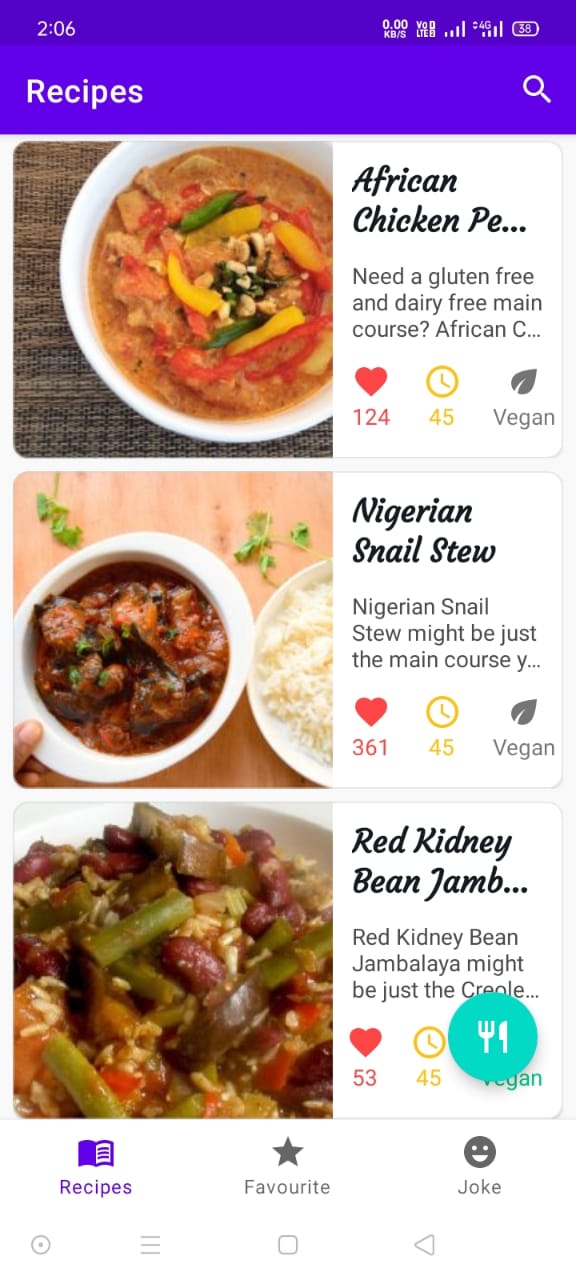 2:06
0.00 KB/S
Vo LTE 2
4G
38
Recipes
African
Chicken Pe...
Need a gluten free
and dairy free main
course? African C...
124
45
Vegan
Nigerian
Snail Stew
Nigerian Snail
Stew might be just
the main course y...
361
45
Vegan
Red Kidney
Bean Jamb...
Red Kidney Bean
Jambalaya might
be just the Creole...
53
45
Vegan
Recipes
Favourite
Joke